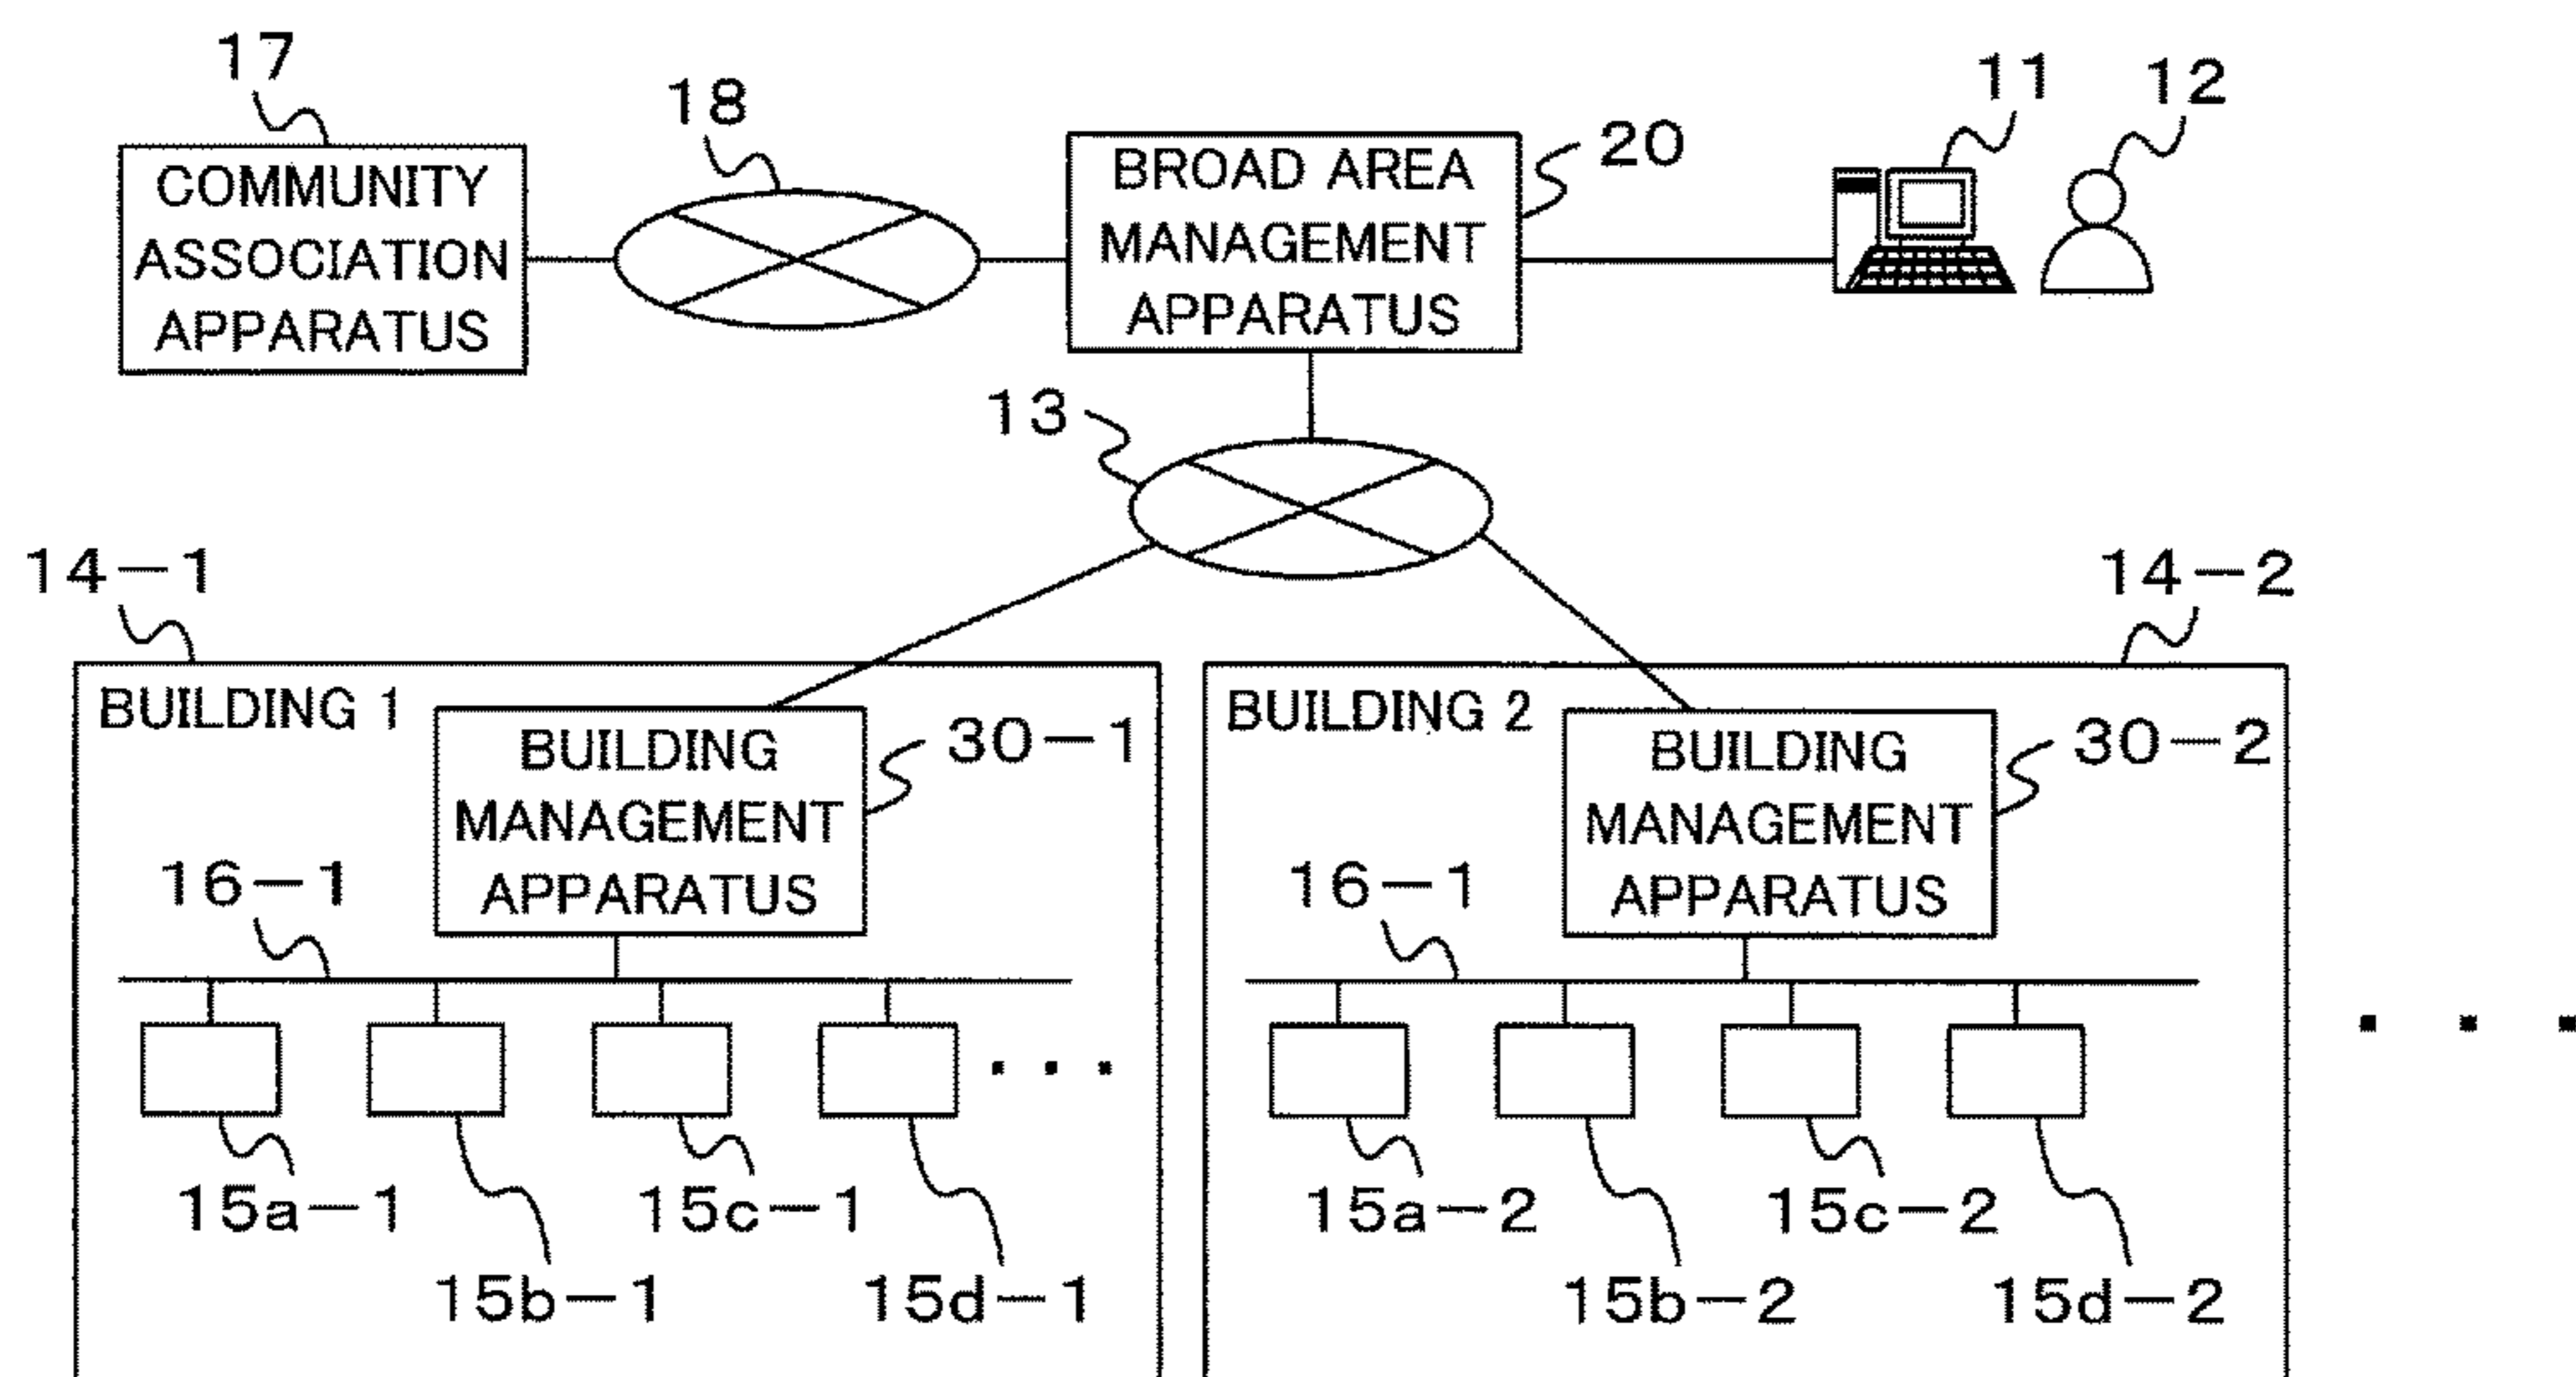 17
18
11
12
COMMUNITY
ASSOCIATION
APPARATUS
BROAD AREA
MANAGEMENT
APPARATUS
20
13
14-1
14-2
BUILDING 1
BUILDING
MANAGEMENT
APPARATUS
30-1
16-1
15a-1
15b-1
15c-1
15d-1
BUILDING 2
BUILDING
MANAGEMENT
APPARATUS
30-2
16-1
15a-2
15b-2
15c-2
15d-2